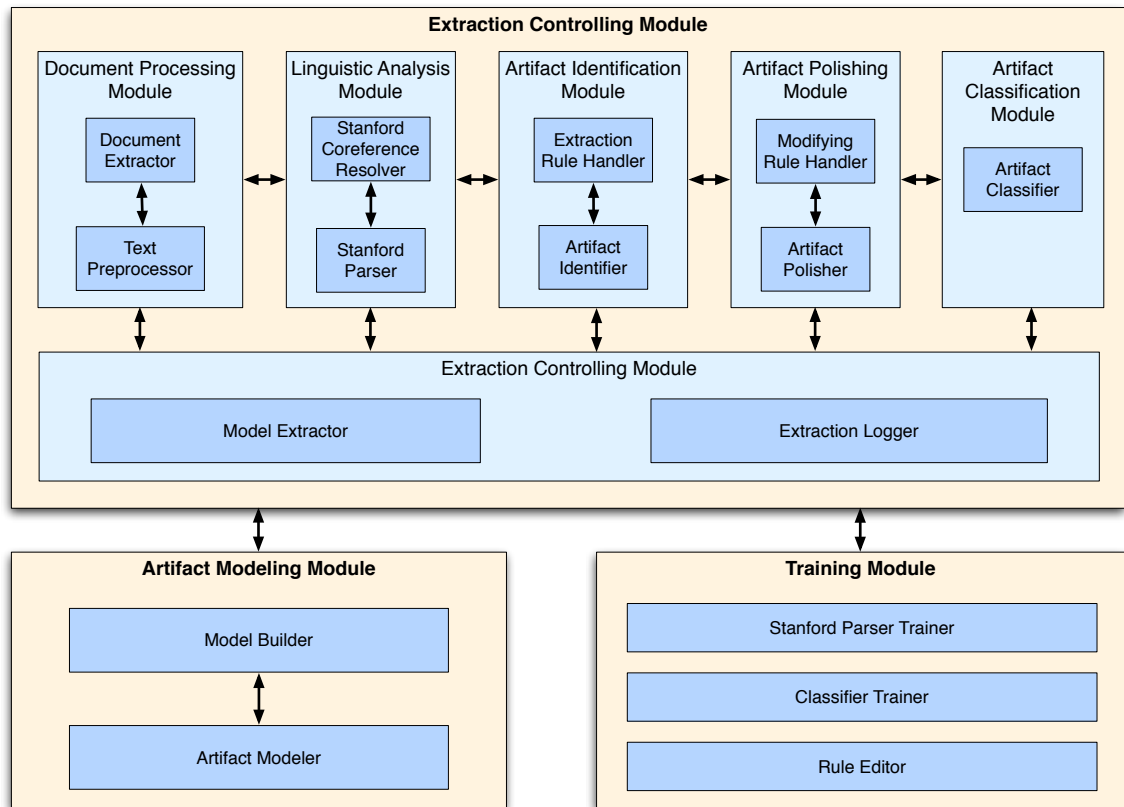 Extraction Controlling Module
Document Processing
Module
Document
Extractor
Text
Preprocessor
Linguistic Analysis
Module
Stanford
Coreference
Resolver
Stanford
Parser
Artifact Identification
Module
Extraction
Rule Handler
Artifact
Identifier
Artifact Polishing
Module
Modifying
Rule Handler
Artifact
Polisher
Artifact
Classification
Module
Artifact
Classifier
Extraction Controlling Module
Model Extractor
Extraction Logger
Artifact Modeling Module
Model Builder
Artifact Modeler
Training Module
Stanford Parser Trainer
Classifier Trainer
Rule Editor